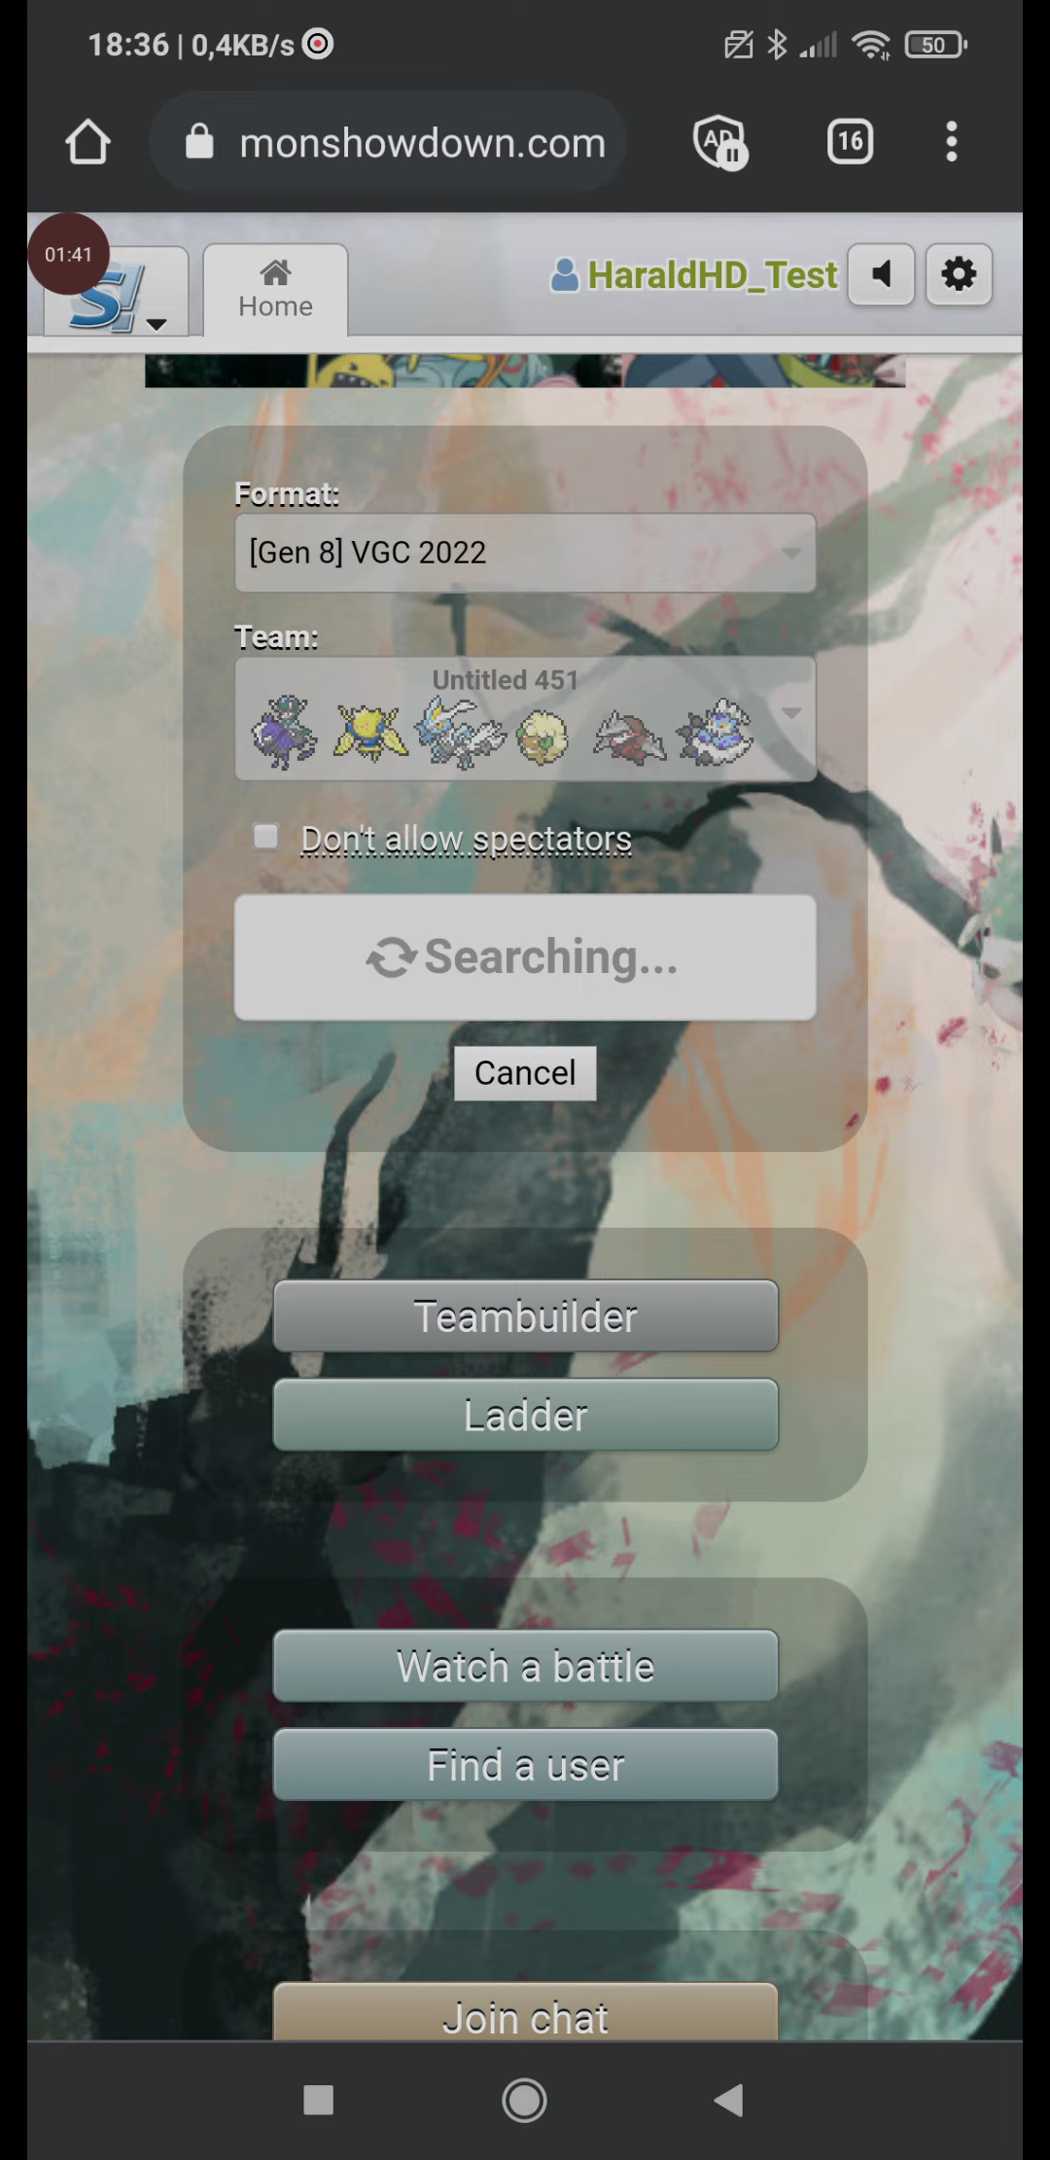 18:36 | 0,4KB/s
50
monshowdown.com
AD
16
01:41
S!
Home
HaraldHD_Test
Format:
[Gen 8] VGC 2022
Team:
Untitled 451
Don't allow spectators
Searching...
Cancel
Teambuilder
Ladder
Watch a battle
Find a user
Join chat